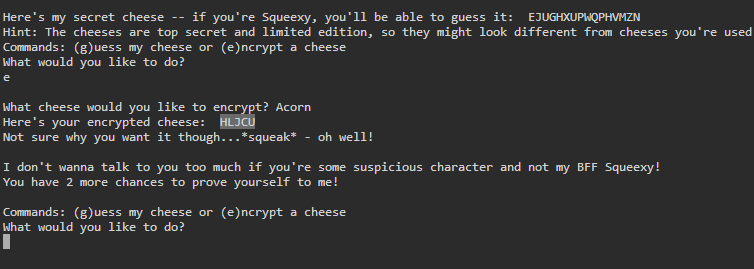 Here's my secret cheese -- if you're Squeexy, you'll be able to guess it:  EJUGHXUPWQPHVMZN
Hint: The cheeses are top secret and limited edition, so they might look different from cheeses you're used
Commands: (g)uess my cheese or (e)ncrypt a cheese
What would you like to do?
e
What cheese would you like to encrypt? Acorn
Here's your encrypted cheese:  HLJCU
Not sure why you want it though...*squeak* - oh well!
I don't wanna talk to you too much if you're some suspicious character and not my BFF Squeexy!
You have 2 more chances to prove yourself to me!
Commands: (g)uess my cheese or (e)ncrypt a cheese
What would you like to do?